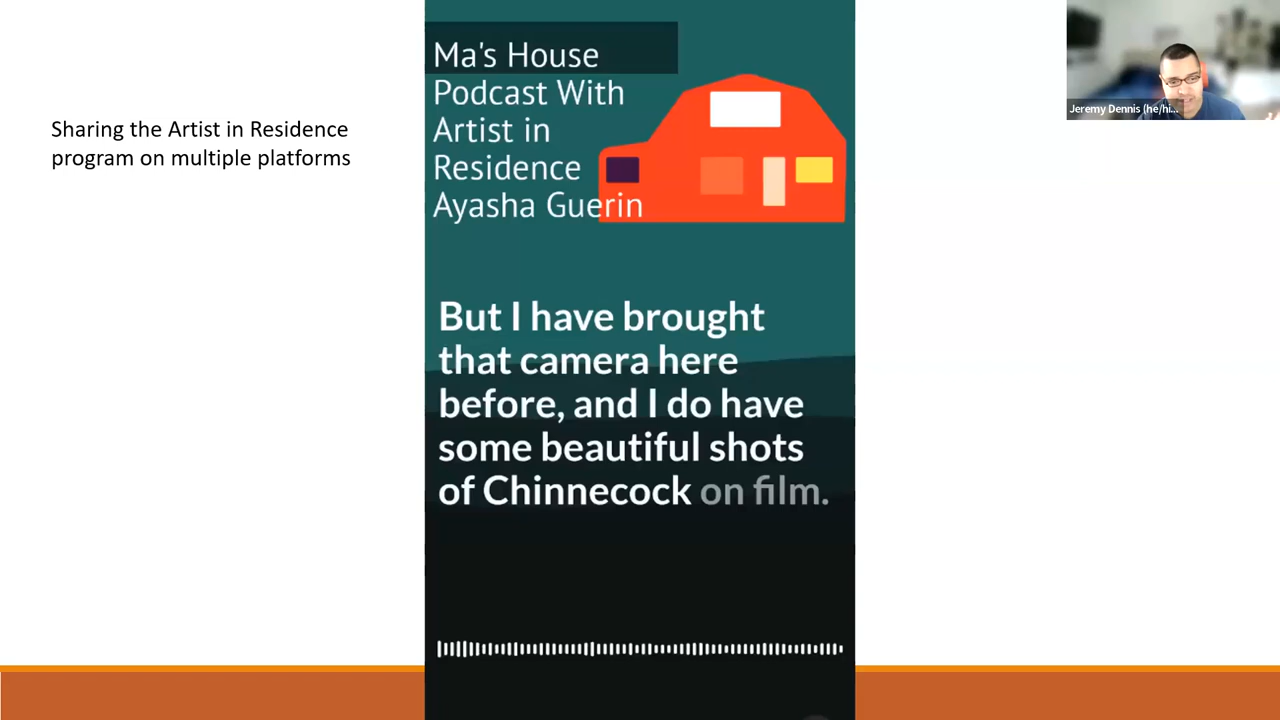 Sharing the Artist in Residence
program on multiple platforms
Ma's House
Podcast With
Artist in
Residence
Ayasha Guerin
But I have brought
that camera here
before, and I do have
some beautiful shots
of Chinnecock on film.
Jeremy Dennis (he/hi...